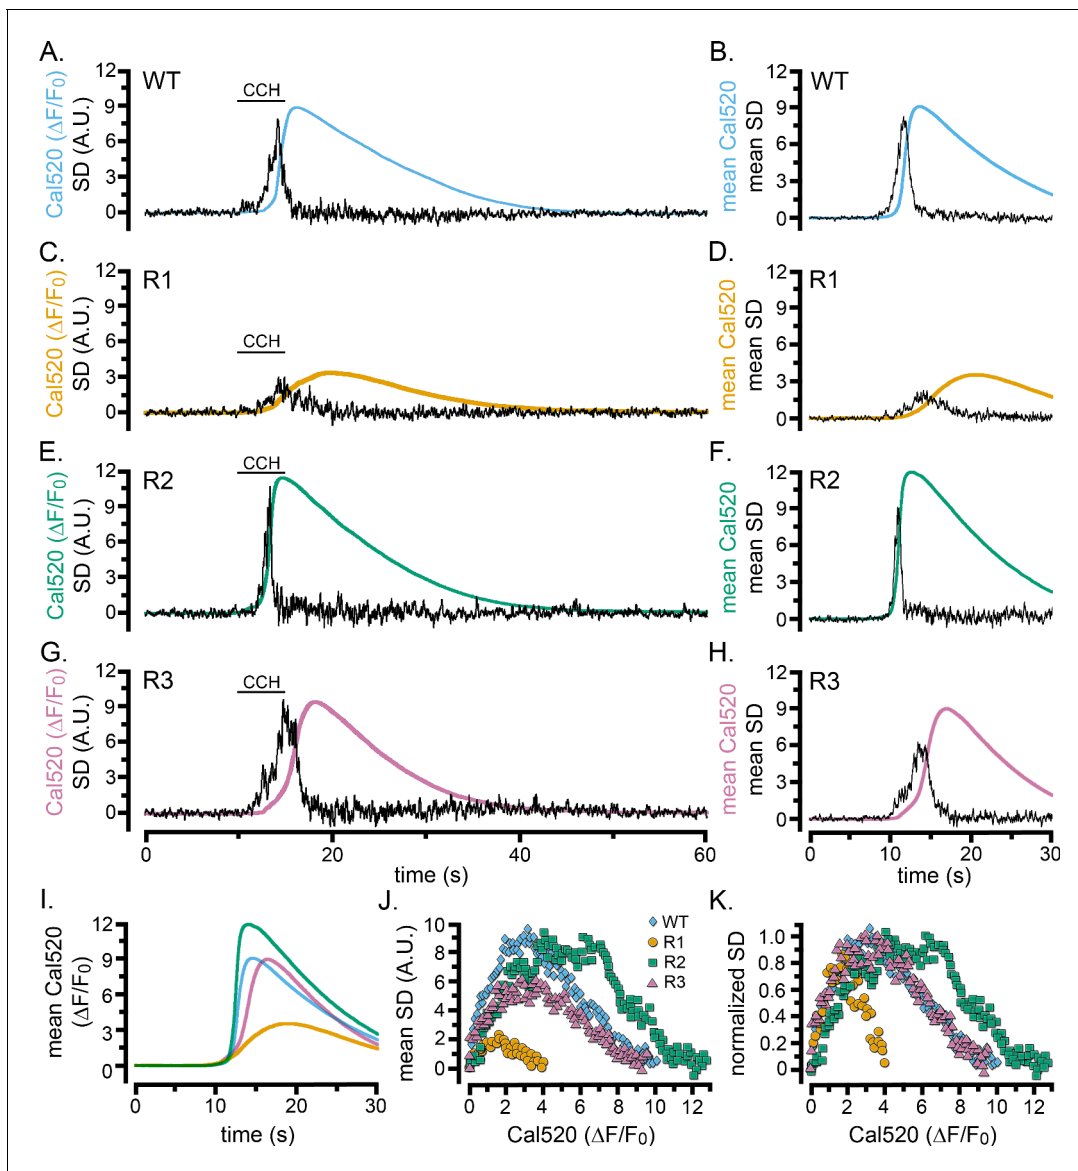 A.
Cal520 (ΔF/F0)
SD (A.U.)
12
9
6
3
0
WT
CCH
B.
mean Cal520
mean SD
12
9
6
3
0
WT
C.
Cal520 (ΔF/F0)
SD (A.U.)
12
9
6
3
0
R1
CCH
D.
mean Cal520
mean SD
12
9
6
3
0
R1
E.
Cal520 (ΔF/F0)
SD (A.U.)
12
9
6
3
0
R2
CCH
F.
mean Cal520
mean SD
12
9
6
3
0
R2
G.
Cal520 (ΔF/F0)
SD (A.U.)
12
9
6
3
0
R3
CCH
0 20 40 60
time (s)
H.
mean Cal520
mean SD
12
9
6
3
0
R3
0 10 20 30
time (s)
I.
mean Cal520
(ΔF/F0)
12
9
6
3
0
0 10 20 30
time (s)
J.
mean SD (A.U.)
10
8
6
4
2
0
WT
R1
R2
R3
0 2 4 6 8 10 12
Cal520 (ΔF/F0)
K.
normalized SD
1.0
0.8
0.6
0.4
0.2
0
0 2 4 6 8 10 12
Cal520 (ΔF/F0)